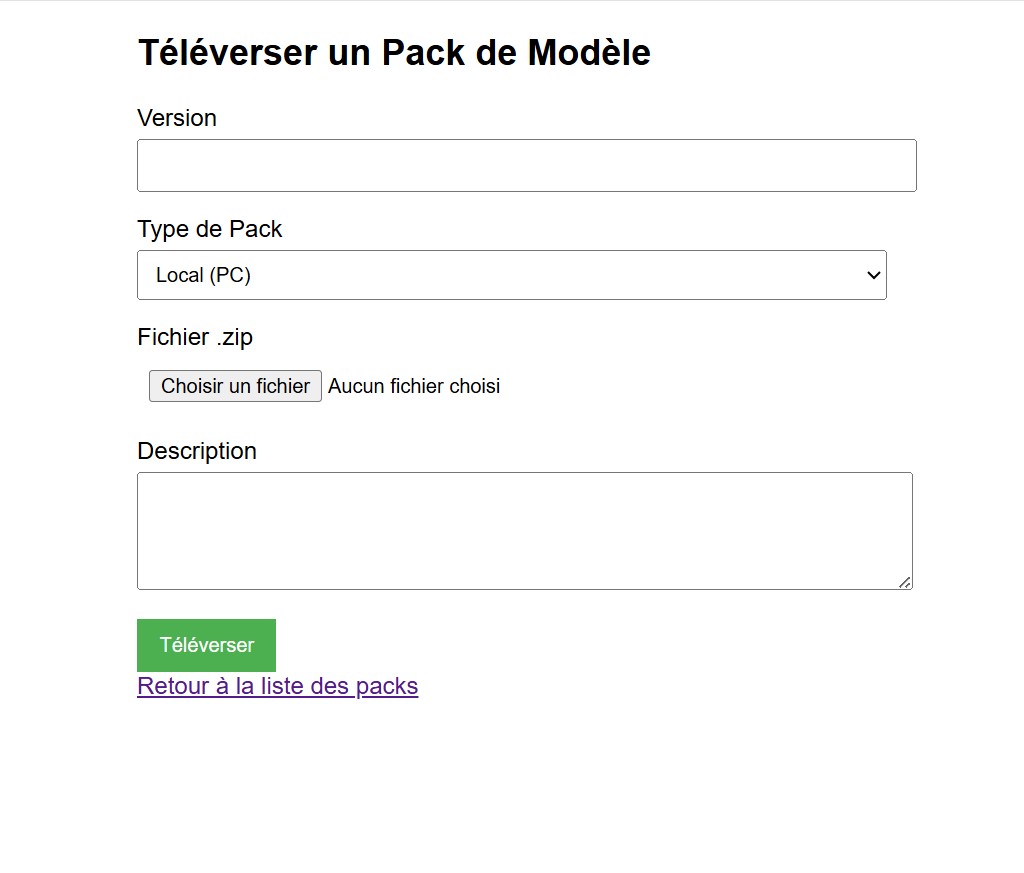 Téléverser un Pack de Modèle
Version
Type de Pack
Local (PC)
Fichier .zip
Choisir un fichier Aucun fichier choisi
Description
Téléverser
Retour à la liste des packs